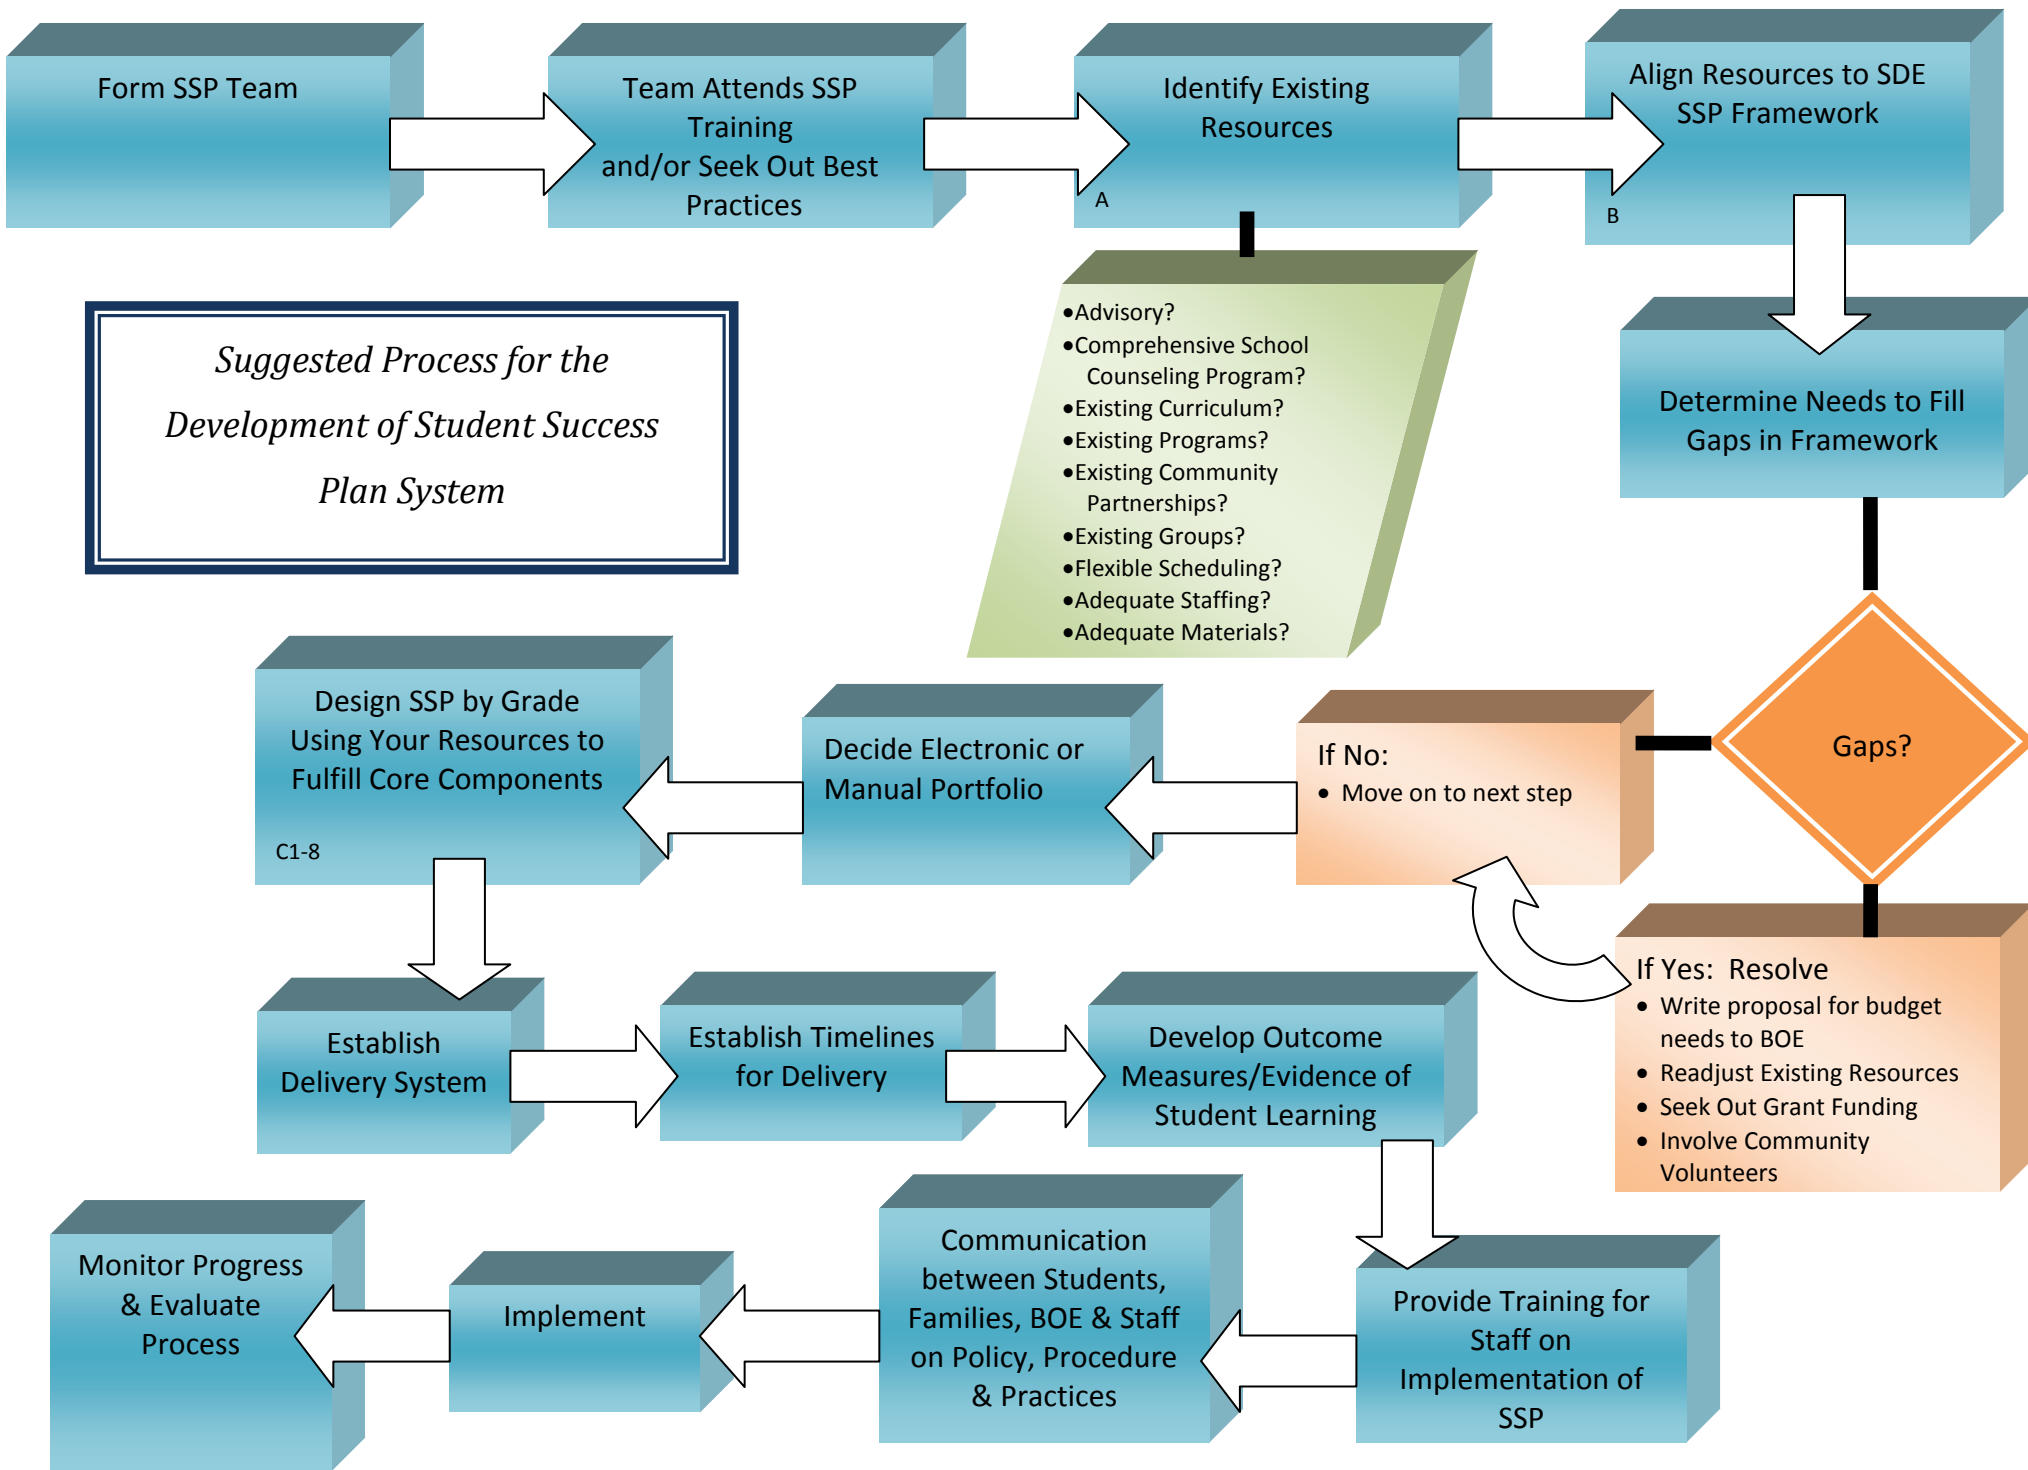 Form SSP Team
Team Attends SSP
Training
and/or Seek Out Best
Practices
Identify Existing
Resources
A
Align Resources to SDE
SSP Framework
B
Suggested Process for the
Development of Student Success
Plan System
•Advisory?
•Comprehensive School
Counseling Program?
•Existing Curriculum?
•Existing Programs?
•Existing Community
Partnerships?
•Existing Groups?
•Flexible Scheduling?
•Adequate Staffing?
•Adequate Materials?
Determine Needs to Fill
Gaps in Framework
Gaps?
If No:
• Move on to next step
If Yes: Resolve
• Write proposal for budget
needs to BOE
• Readjust Existing Resources
• Seek Out Grant Funding
• Involve Community
Volunteers
Decide Electronic or
Manual Portfolio
Design SSP by Grade
Using Your Resources to
Fulfill Core Components
C1-8
Establish
Delivery System
Establish Timelines
for Delivery
Develop Outcome
Measures/Evidence of
Student Learning
Provide Training for
Staff on
Implementation of
SSP
Communication
between Students,
Families, BOE & Staff
on Policy, Procedure
& Practices
Implement
Monitor Progress
& Evaluate
Process